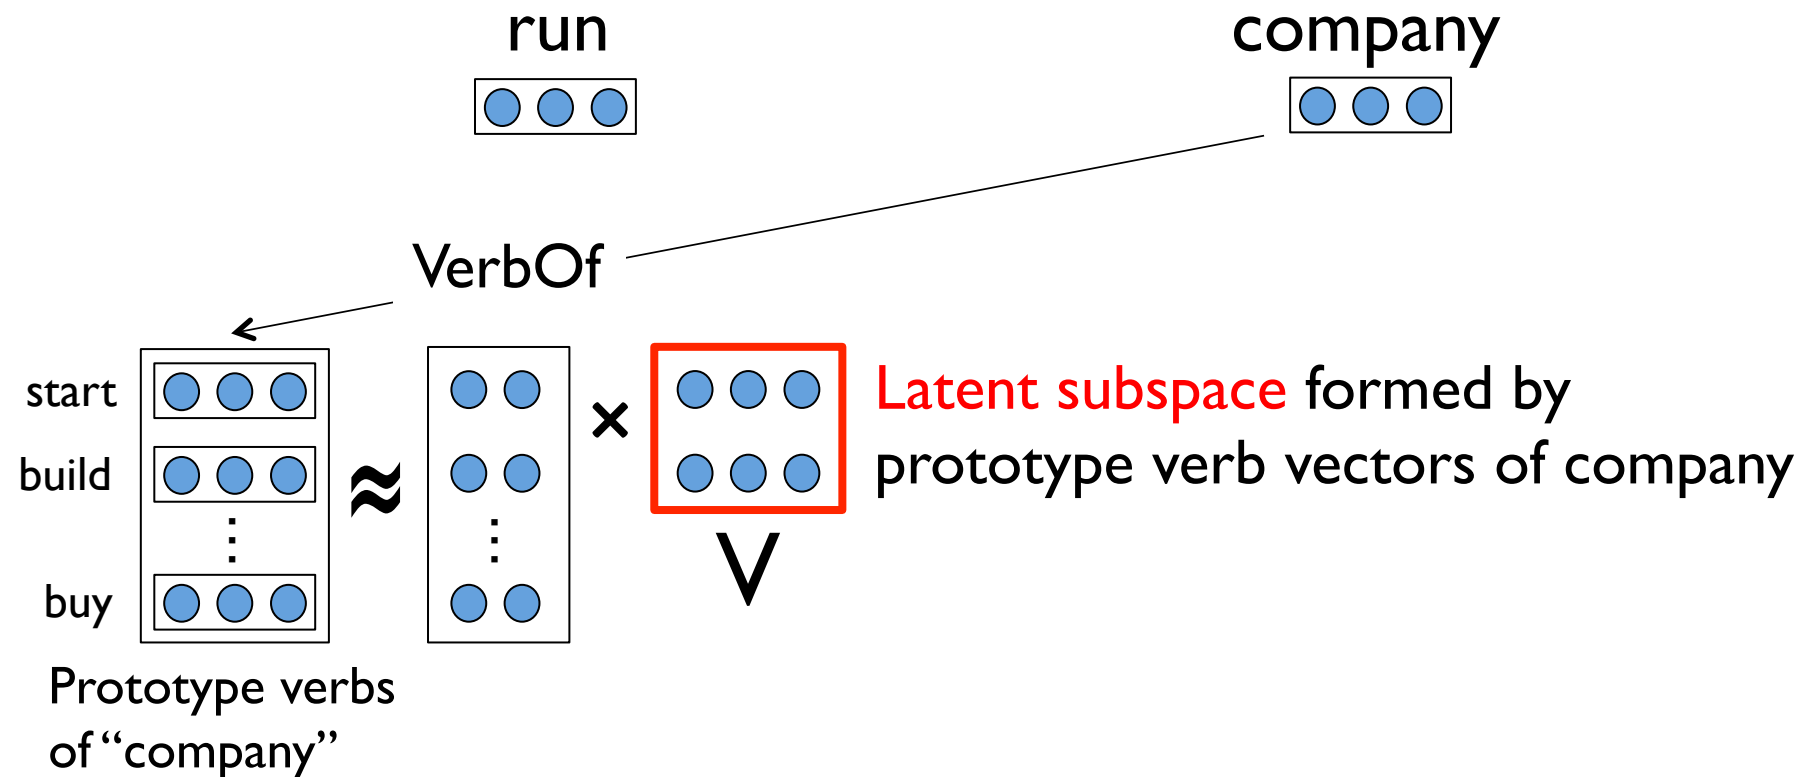 run
company
VerbOf
start
build
⋮
buy
≈
×
V
Latent subspace formed by
prototype verb vectors of company
Prototype verbs
of “company”